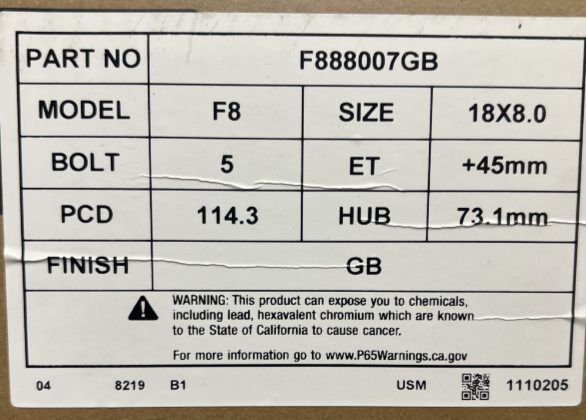 PART NO F888007GB
MODEL F8 SIZE 18X8.0
BOLT 5 ET +45mm
PCD 114.3 HUB 73.1mm
FINISH GB
WARNING: This product can expose you to chemicals,
including lead, hexavalent chromium which are known
to the State of California to cause cancer.
For more information go to www.P65Warnings.ca.gov
04 8219 B1 USM 1110205